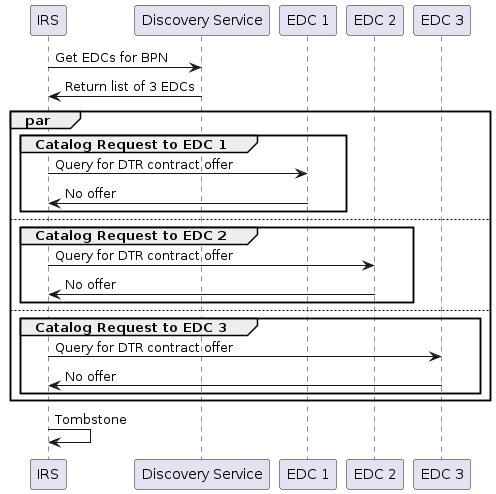 IRS Discovery Service EDC 1 EDC 2 EDC 3
Get EDCs for BPN
Return list of 3 EDCs
par
Catalog Request to EDC 1
Query for DTR contract offer
No offer
Catalog Request to EDC 2
Query for DTR contract offer
No offer
Catalog Request to EDC 3
Query for DTR contract offer
No offer
Tombstone
IRS Discovery Service EDC 1 EDC 2 EDC 3